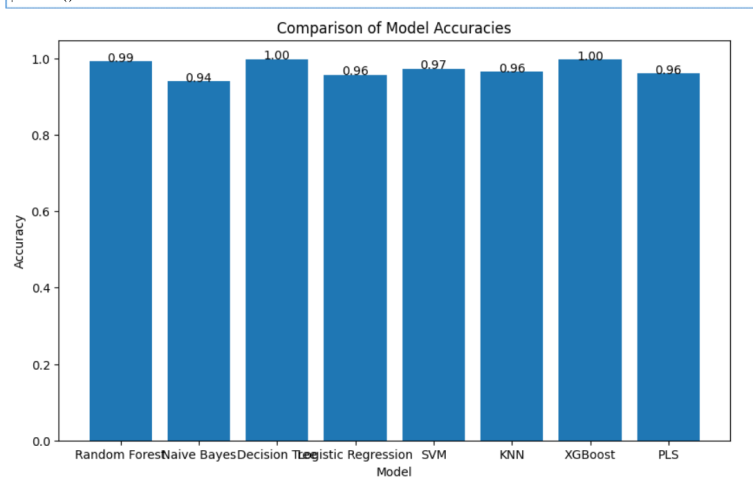 Comparison of Model Accuracies
1.0
0.8
0.6
0.4
0.2
0.0
Accuracy
0.99
0.94
1.00
0.96
0.97
0.96
1.00
0.96
Random Forest
Naive Bayes
Decision Tree
Logistic Regression
SVM
KNN
XGBoost
PLS
Model